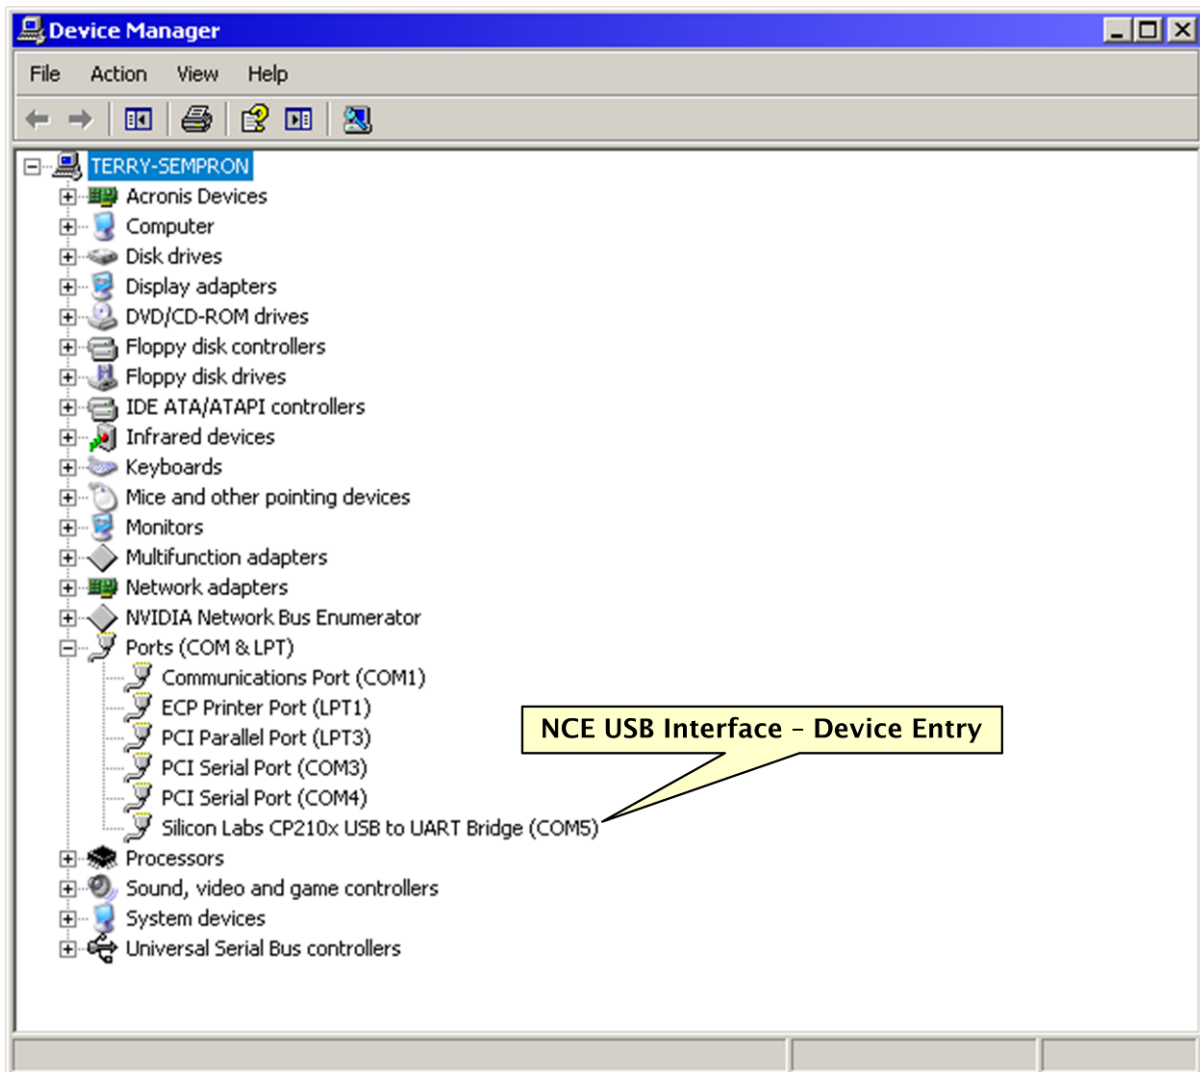 Device Manager
File Action View Help
TERRY-SEMPRON
Acronis Devices
Computer
Disk drives
Display adapters
DVD/CD-ROM drives
Floppy disk controllers
Floppy disk drives
IDE ATA/ATAPI controllers
Infrared devices
Keyboards
Mice and other pointing devices
Monitors
Multifunction adapters
Network adapters
NVIDIA Network Bus Enumerator
Ports (COM & LPT)
Communications Port (COM1)
ECP Printer Port (LPT1)
PCI Parallel Port (LPT3)
NCE USB Interface – Device Entry
PCI Serial Port (COM3)
PCI Serial Port (COM4)
Silicon Labs CP210x USB to UART Bridge (COM5)
Processors
Sound, video and game controllers
System devices
Universal Serial Bus controllers